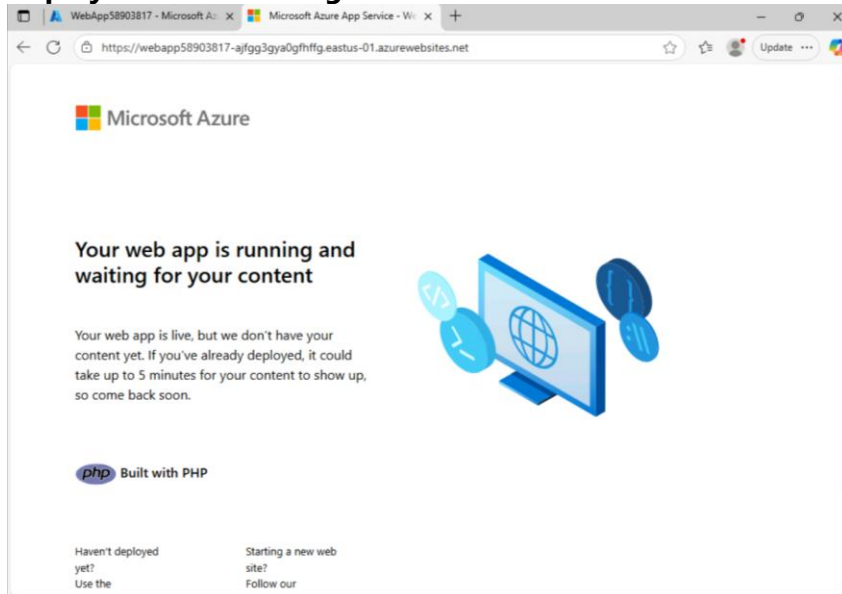 WebApp58903817 - Microsoft Az
Microsoft Azure App Service - We
https://webapp58903817-ajfgg3gya0gfhffg.eastus-01.azurewebsites.net
Update
Microsoft Azure
Your web app is running and
waiting for your content
Your web app is live, but we don't have your
content yet. If you've already deployed, it could
take up to 5 minutes for your content to show up,
so come back soon.
php Built with PHP
Haven't deployed
yet?
Use the
Starting a new web
site?
Follow our